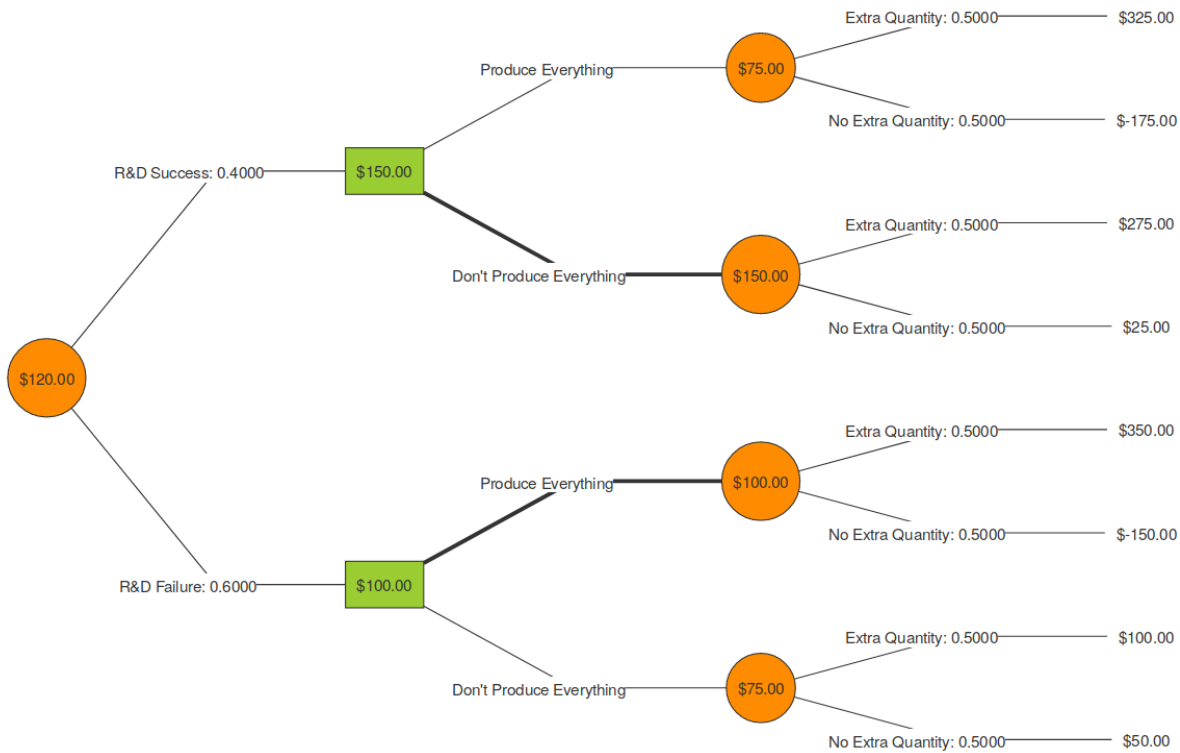 Extra Quantity: 0.5000 $325.00
Produce Everything $75.00
No Extra Quantity: 0.5000 $-175.00
R&D Success: 0.4000 $150.00
Extra Quantity: 0.5000 $275.00
Don't Produce Everything $150.00
No Extra Quantity: 0.5000 $25.00
$120.00
Extra Quantity: 0.5000 $350.00
Produce Everything $100.00
No Extra Quantity: 0.5000 $-150.00
R&D Failure: 0.6000 $100.00
Extra Quantity: 0.5000 $100.00
Don't Produce Everything $75.00
No Extra Quantity: 0.5000 $50.00